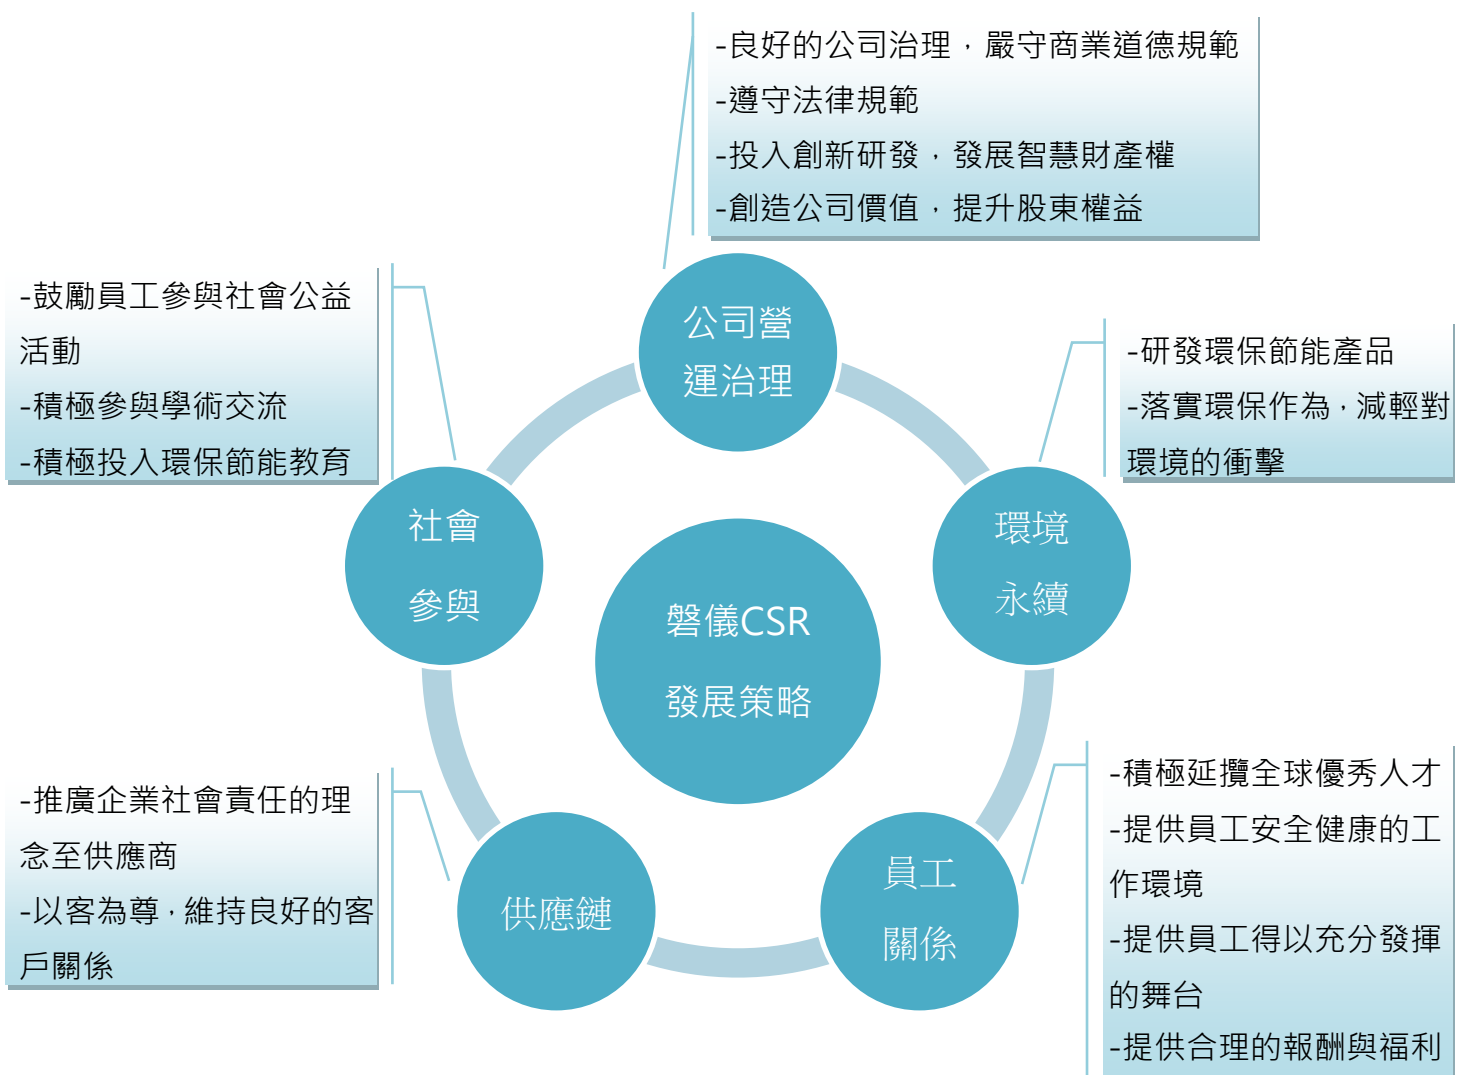 -良好的公司治理，嚴守商業道德規範
-遵守法律規範
-投入創新研發，發展智慧財產權
-創造公司價值，提升股東權益
公司營
運治理
-鼓勵員工參與社會公益
活動
-積極參與學術交流
-積極投入環保節能教育
社會
參與
-研發環保節能產品
-落實環保作為，減輕對
環境的衝擊
環境
永續
磐儀CSR
發展策略
-推廣企業社會責任的理
念至供應商
-以客為尊，維持良好的客
戶關係
供應鏈
員工
關係
-積極延攬全球優秀人才
-提供員工安全健康的工
作環境
-提供員工得以充分發揮
的舞台
-提供合理的報酬與福利